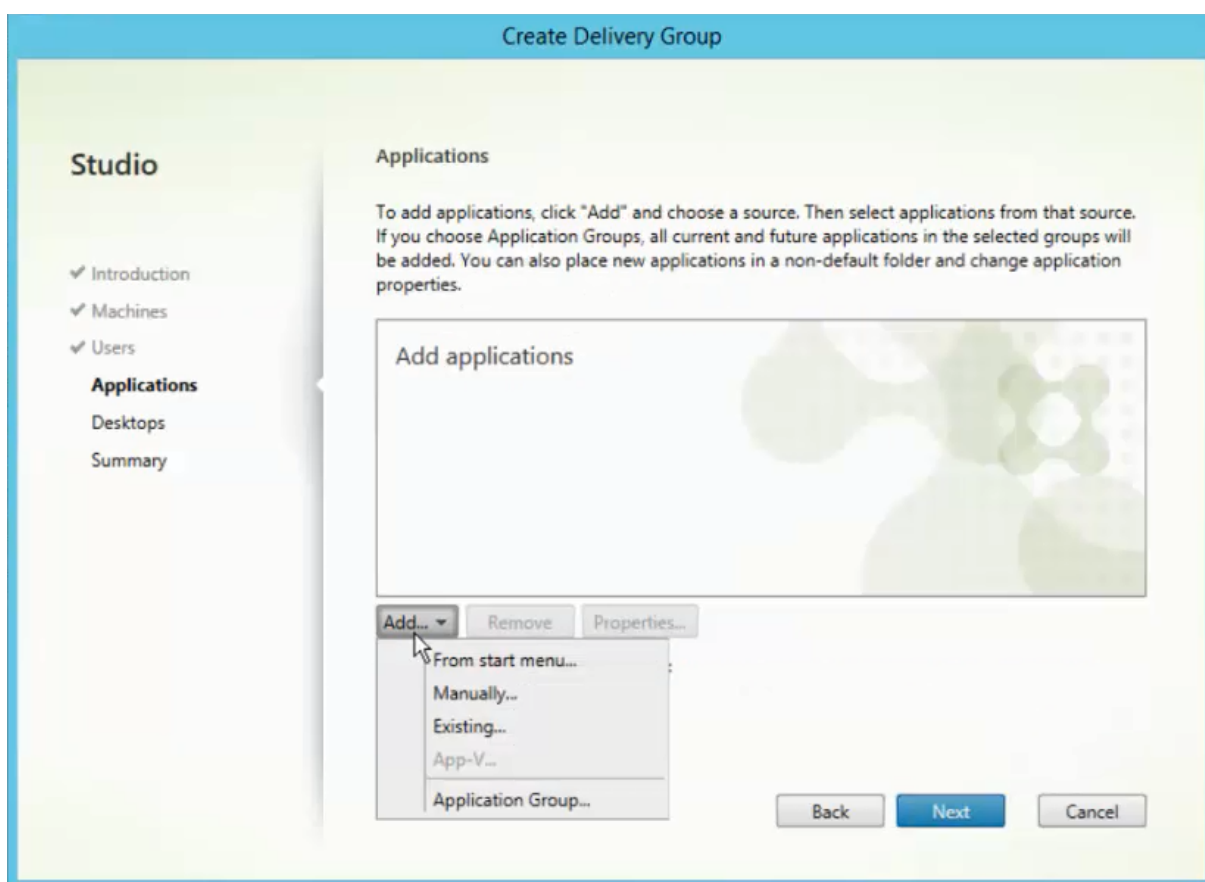 Create Delivery Group
Studio
Introduction
Machines
Users
Applications
Desktops
Summary
Applications
To add applications, click "Add" and choose a source. Then select applications from that source.
If you choose Application Groups, all current and future applications in the selected groups will
be added. You can also place new applications in a non-default folder and change application
properties.
Add applications
Add...
Remove
Properties...
From start menu...
Manually...
Existing...
App-V...
Application Group...
Back
Next
Cancel